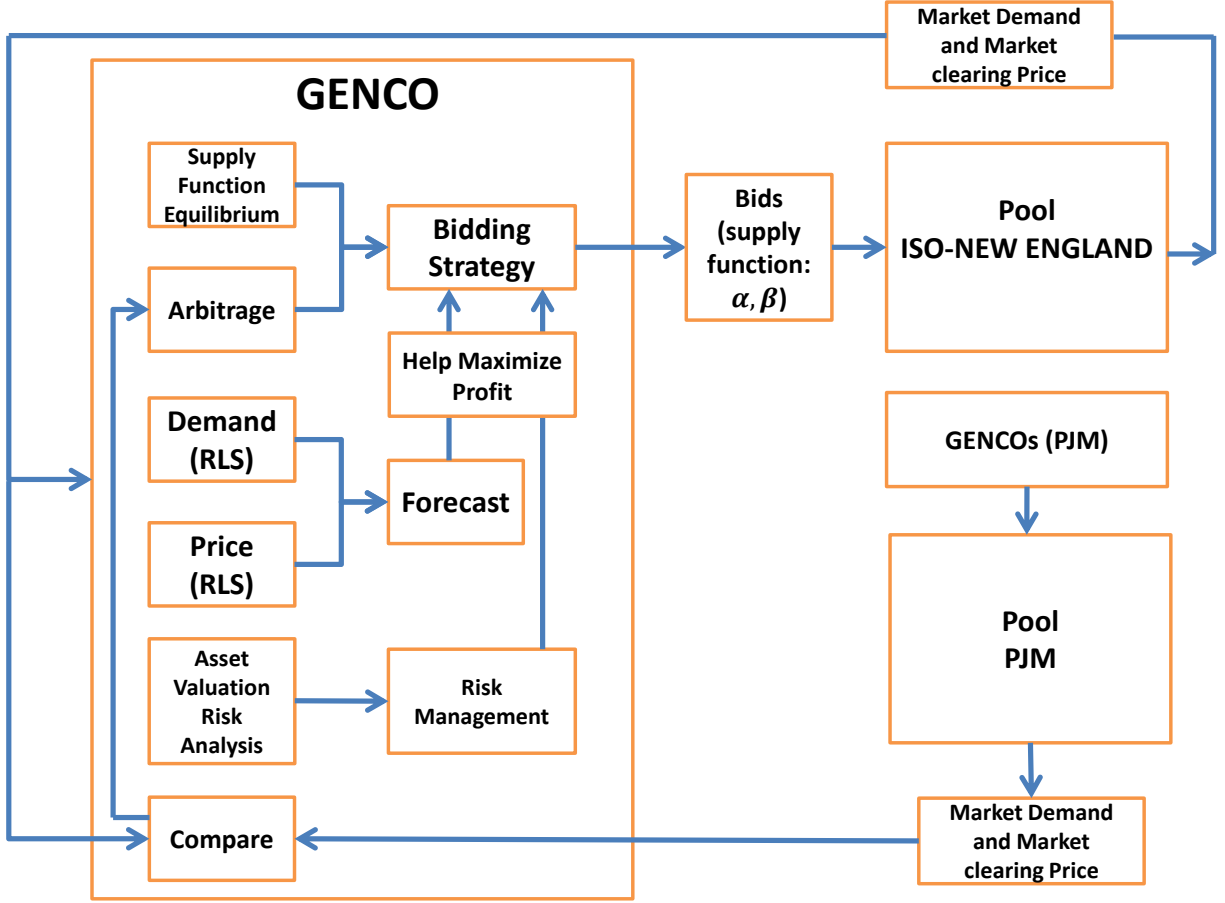 Market Demand
and Market
clearing Price
GENCO
Supply
Function
Equilibrium
Bidding
Strategy
Arbitrage
Help Maximize
Profit
Demand
(RLS)
Forecast
Price
(RLS)
Asset
Valuation
Risk
Analysis
Risk
Management
Compare
Bids
(supply
function:
α, β)
Pool
ISO-NEW ENGLAND
GENCOs (PJM)
Pool
PJM
Market Demand
and Market
clearing Price